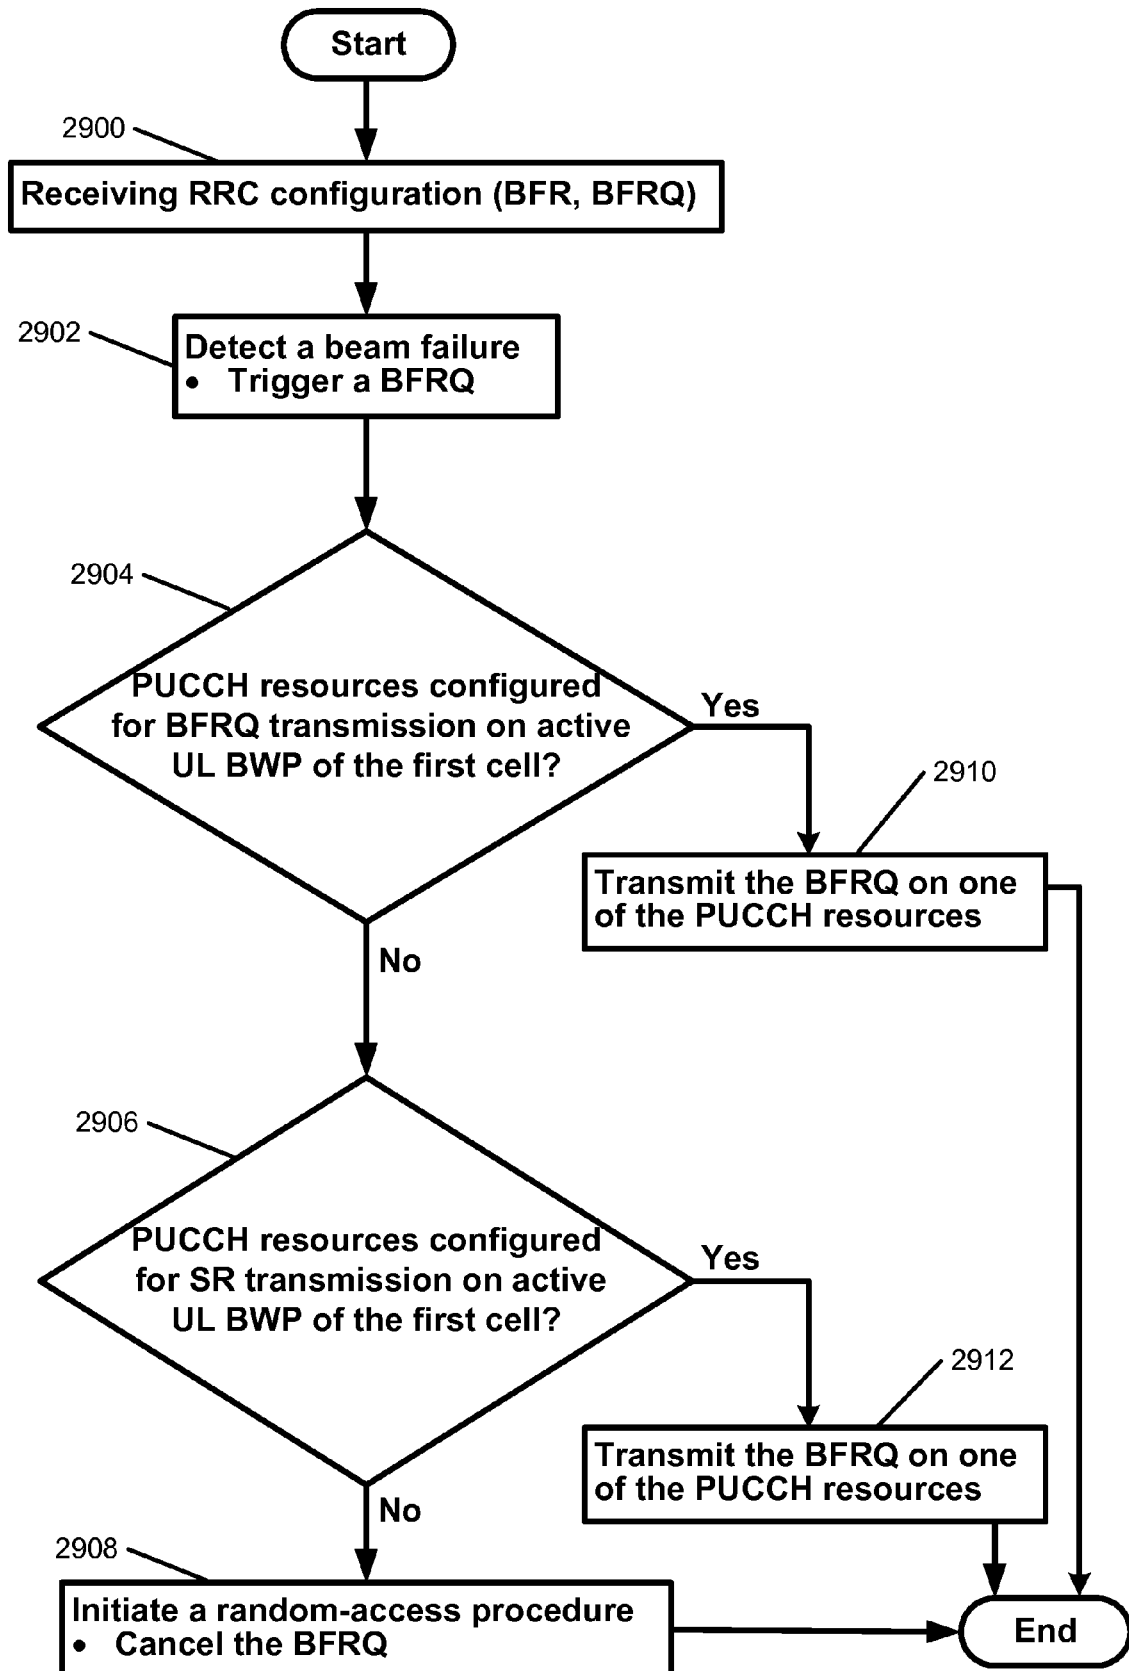 Start
2900
Receiving RRC configuration (BFR, BFRQ)
2902
Detect a beam failure
• Trigger a BFRQ
2904
PUCCH resources configured
for BFRQ transmission on active
UL BWP of the first cell?
Yes
2910
Transmit the BFRQ on one
of the PUCCH resources
No
2906
PUCCH resources configured
for SR transmission on active
UL BWP of the first cell?
Yes
2912
Transmit the BFRQ on one
of the PUCCH resources
No
2908
Initiate a random-access procedure
• Cancel the BFRQ
End